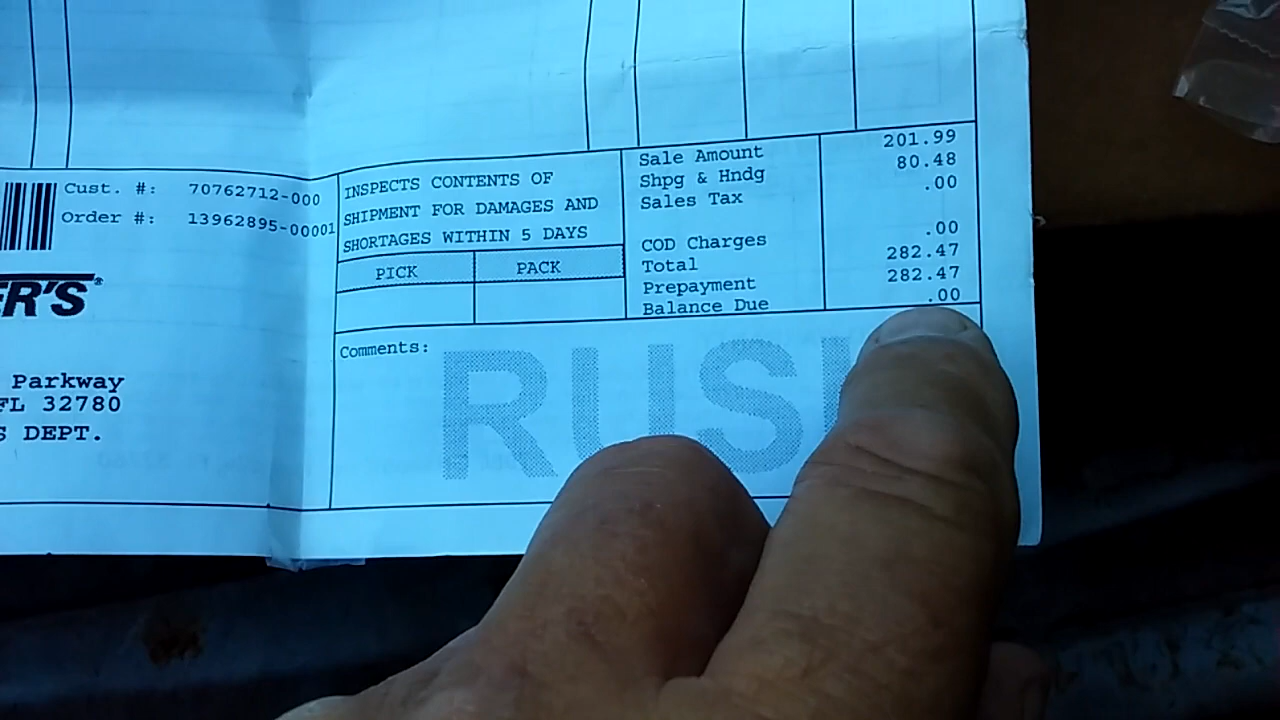 Cust. #: 70762712-000
Order #: 13962895-00001
ER'S®
Parkway
FL 32780
S DEPT.
INSPECTS CONTENTS OF
SHIPMENT FOR DAMAGES AND
SHORTAGES WITHIN 5 DAYS
PICK PACK
Sale Amount 201.99
Shpg & Hndg 80.48
Sales Tax .00
COD Charges .00
Total 282.47
Prepayment 282.47
Balance Due .00
Comments:
RUS